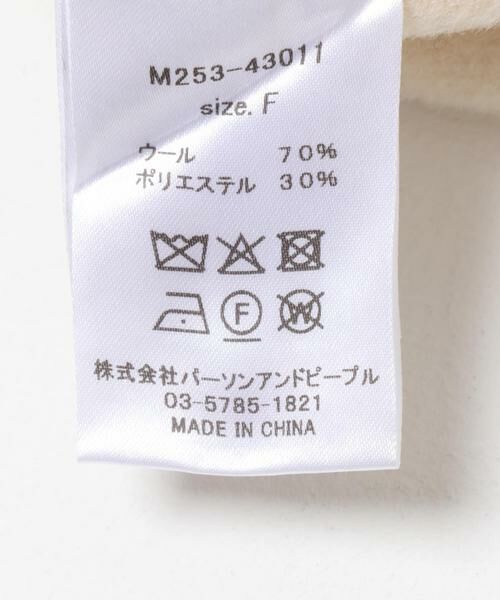 M253-43011
size. F
ウール 70%
ポリエステル 30%
F W
株式会社パーソンアンドピープル
03-5785-1821
MADE IN CHINA